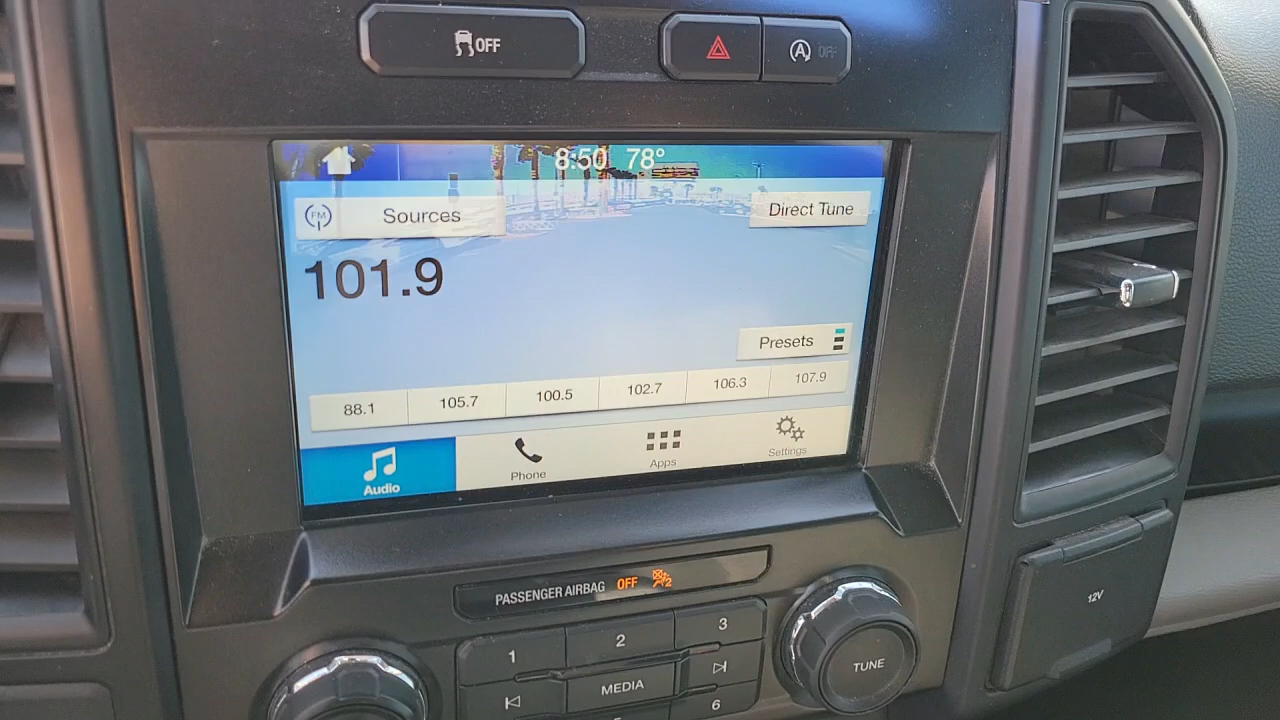 OFF
A OFF
8:50 78°
FM Sources
Direct Tune
101.9
Presets
88.1 105.7 100.5 102.7 106.3 107.9
Audio Phone Apps Settings
PASSENGER AIRBAG OFF 2
1 2 3
MEDIA
6
TUNE
12V